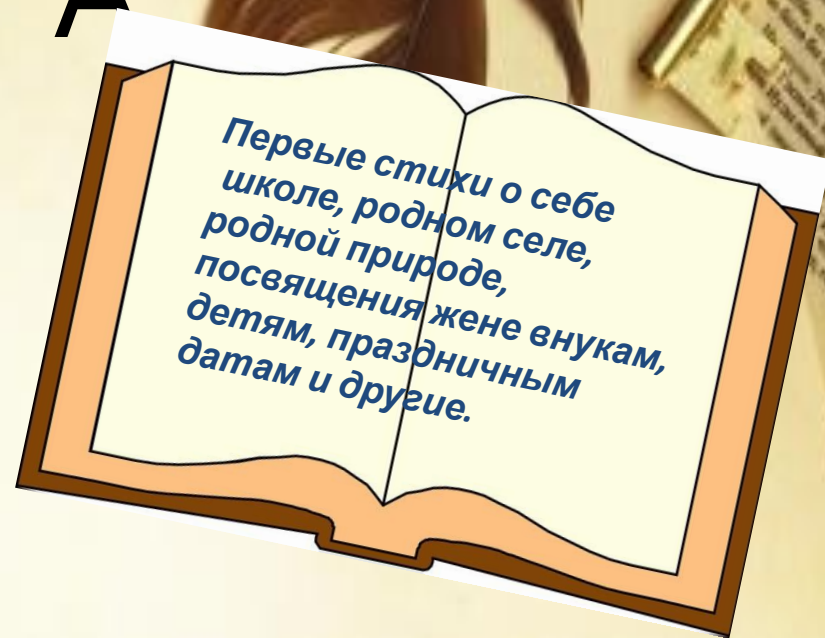 Первые стихи о себе
школе, родном селе,
родной природе,
посвящения жене внукам,
детям, праздничным
датам и другие.